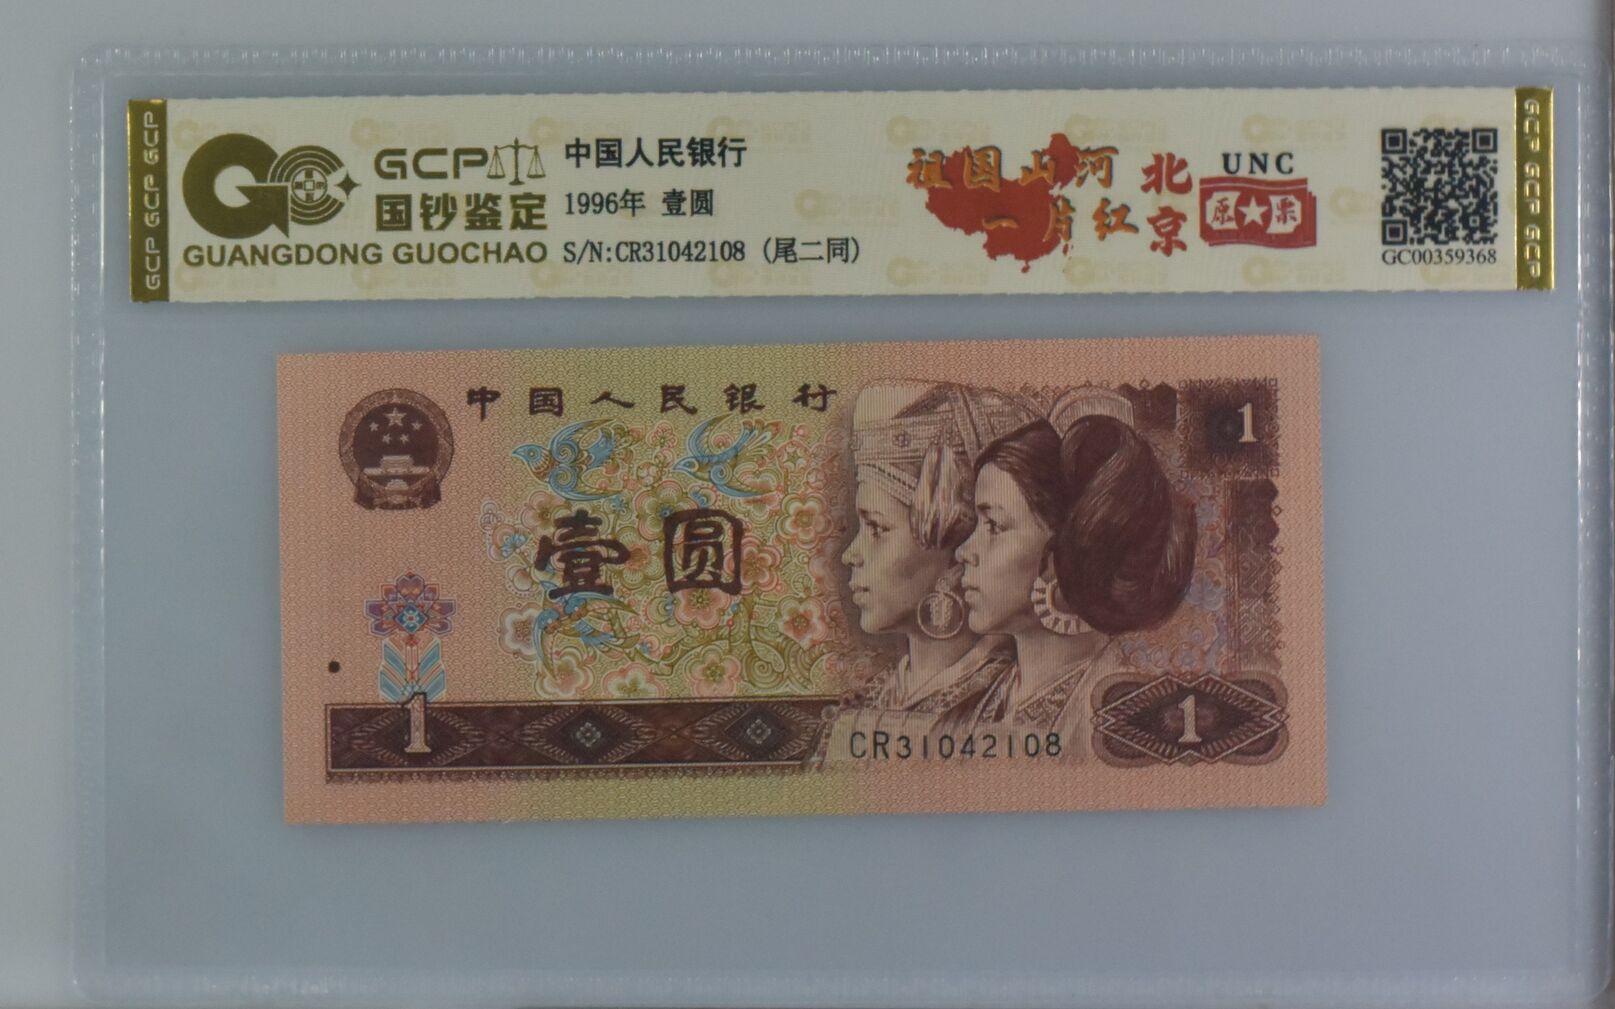 GCP GCP GCP
GCP
国钞鉴定
GUANGDONG GUOCHAO
中国人民银行
1996年 壹圆
S/N:CR31042108 (尾二同)
祖国山河
一片红
北京
UNC
原票
GC00359368
GCP GCP GCP
中国人民银行
1
壹圆
1
CR31042108
1